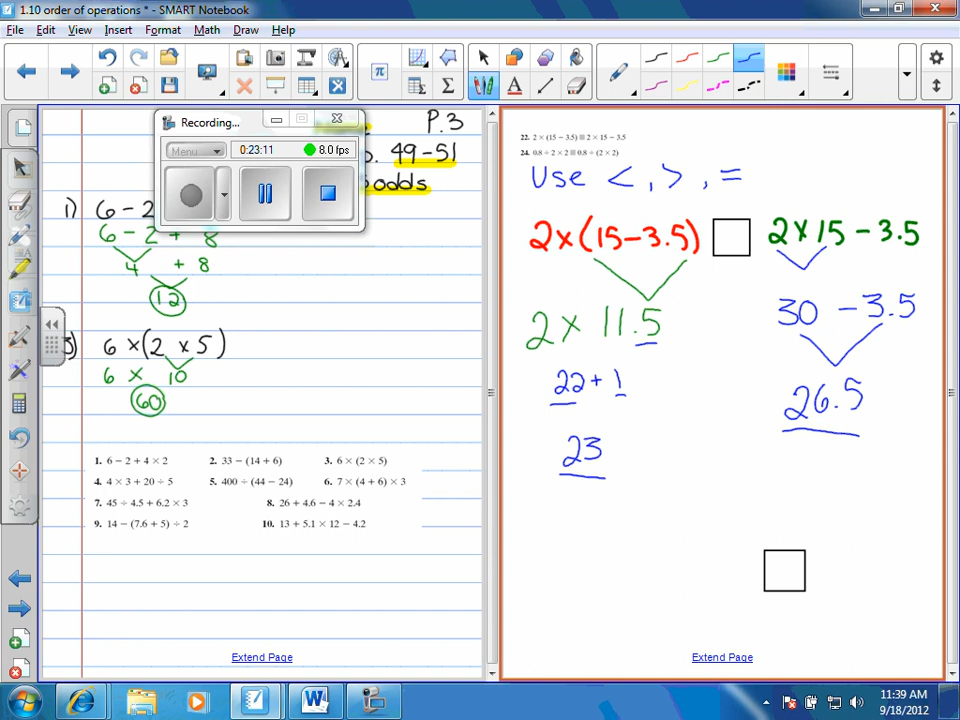 1.10 order of operations * - SMART Notebook
File Edit View Insert Format Math Draw Help
Recording...
Menu
0:23:11
8.0 fps
P.3
. 49-51
odds
1) 6 - 2
6 - 2 + 8
4 + 8
12
3) 6 × (2 × 5)
6 × 10
60
1. 6 − 2 + 4 × 2 2. 33 − (14 + 6) 3. 6 × (2 × 5)
4. 4 × 3 + 20 ÷ 5 5. 400 ÷ (44 − 24) 6. 7 × (4 + 6) × 3
7. 45 ÷ 4.5 + 6.2 × 3 8. 26 + 4.6 − 4 × 2.4
9. 14 − (7.6 + 5) ÷ 2 10. 13 + 5.1 × 12 − 4.2
Extend Page
22. 2 × (15 − 3.5) ■ 2 × 15 − 3.5
24. 0.8 ÷ 2 × 2 ■ 0.8 ÷ (2 × 2)
Use < , > , =
2×(15−3.5) □ 2×15−3.5
2 × 11.5
30 − 3.5
22 + 1
26.5
23
Extend Page
11:39 AM
9/18/2012